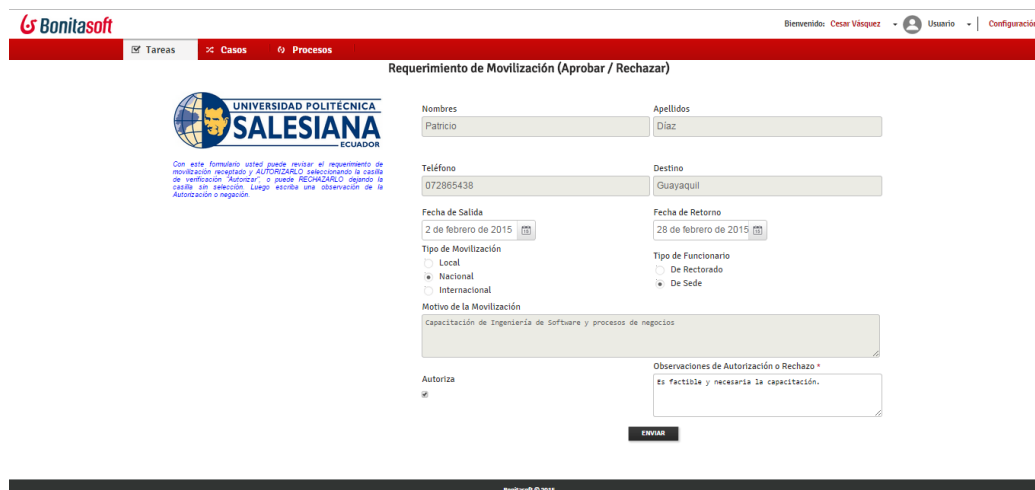 Bonitasoft
Bienvenido: Cesar Vásquez
Usuario
Configuración
Tareas
Casos
Procesos
Requerimiento de Movilización (Aprobar / Rechazar)
UNIVERSIDAD POLITÉCNICA
SALESIANA
ECUADOR
Con este formulario usted puede revisar el requerimiento de
movilización receptado y AUTORIZARLO seleccionando la casilla
de verificación "Autorizar", o puede RECHAZARLO dejando la
casilla sin selección. Luego escriba una observación de la
Autorización o negación.
Nombres
Apellidos
Patricio
Díaz
Teléfono
Destino
072865438
Guayaquil
Fecha de Salida
Fecha de Retorno
2 de febrero de 2015
28 de febrero de 2015
Tipo de Movilización
Local
Nacional
Internacional
Tipo de Funcionario
De Rectorado
De Sede
Motivo de la Movilización
Capacitación de Ingeniería de Software y procesos de negocios
Autoriza
Observaciones de Autorización o Rechazo *
Es factible y necesaria la capacitación.
ENVIAR